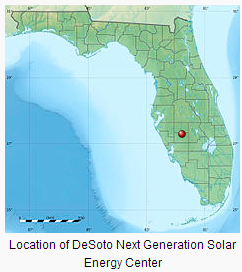 Location of DeSoto Next Generation Solar
Energy Center